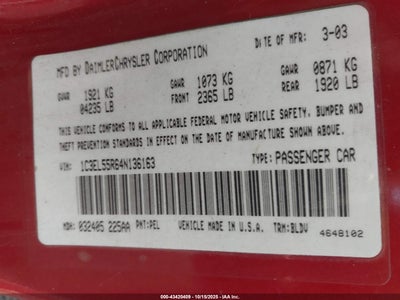 MFD BY DAIMLERCHRYSLER CORPORATION DATE OF MFR: 3-03
GVWR 1921 KG GAWR 1073 KG GAWR 0871 KG
04235 LB FRONT 2365 LB REAR 1920 LB
THIS VEHICLE CONFORMS TO ALL APPLICABLE FEDERAL MOTOR VEHICLE SAFETY, BUMPER AND
THEFT PREVENTION STANDARDS IN EFFECT ON THE DATE OF MANUFACTURE SHOWN ABOVE.
VIN: 1C3EL55R64N136163 TYPE: PASSENGER CAR
MDH: 032405 225AA PNT: PEL VEHICLE MADE IN U.S.A. TRM: BLDV
4648102
00000-43420409 - 10/15/2025 - IAA Inc.